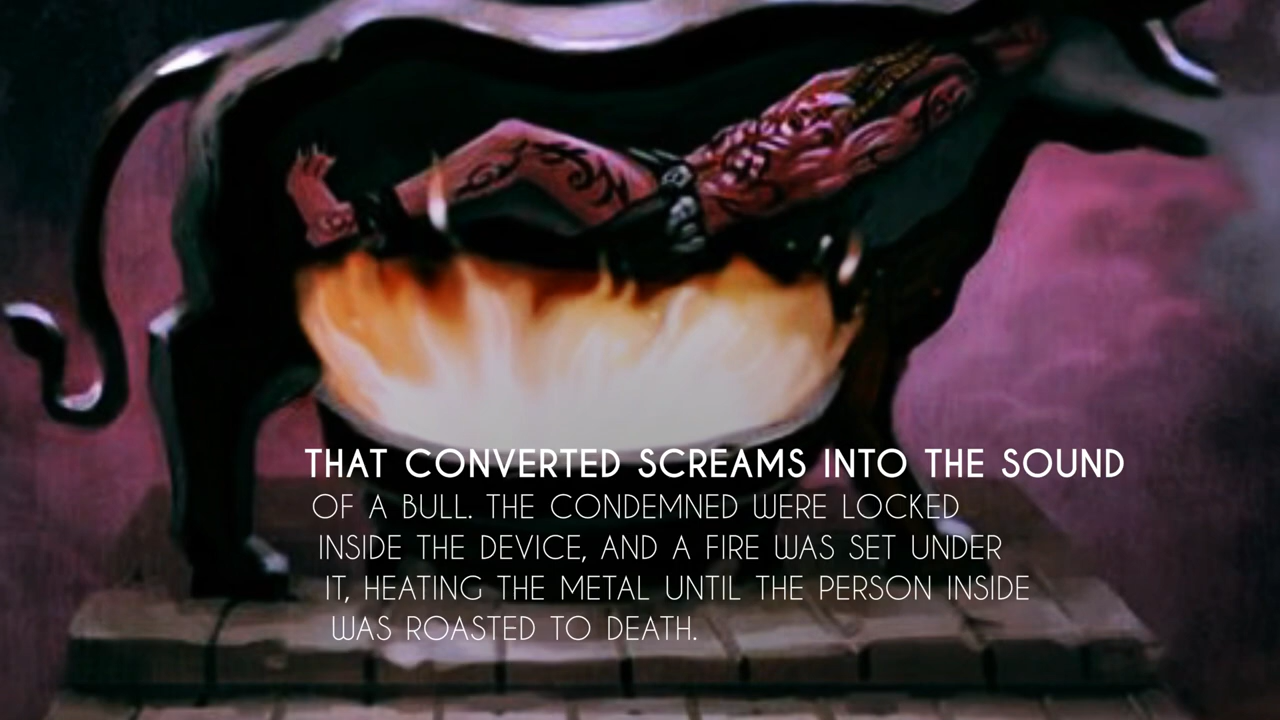 THAT CONVERTED SCREAMS INTO THE SOUND
OF A BULL. THE CONDEMNED WERE LOCKED
INSIDE THE DEVICE, AND A FIRE WAS SET UNDER
IT, HEATING THE METAL UNTIL THE PERSON INSIDE
WAS ROASTED TO DEATH.